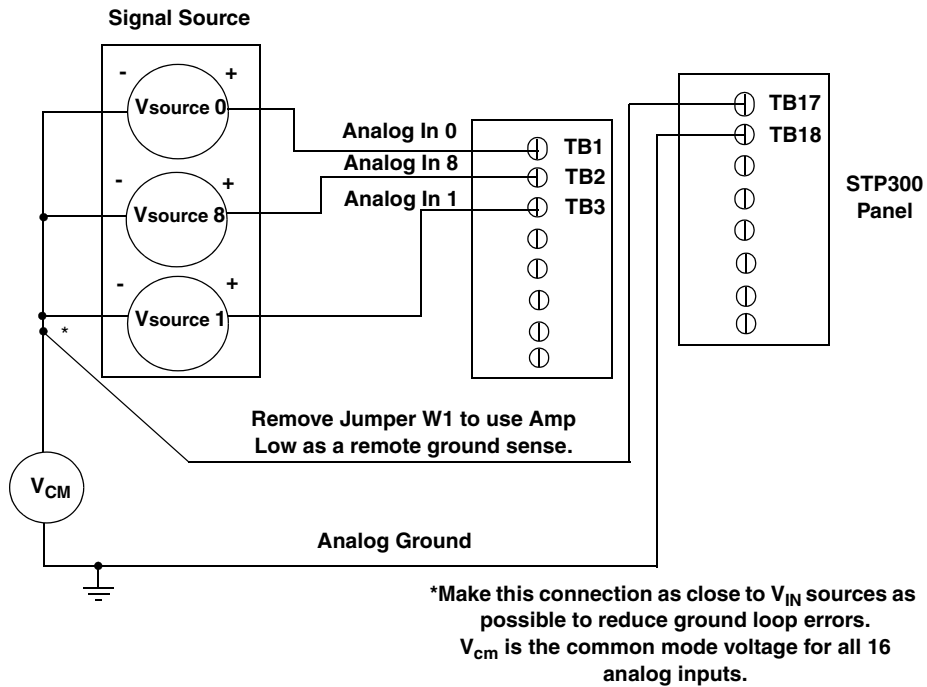 Signal Source
- +
Vsource 0
Analog In 0
TB1
Analog In 8
TB2
Analog In 1
TB3
TB17
TB18
STP300
Panel
- +
Vsource 8
- +
Vsource 1
*
Remove Jumper W1 to use Amp
Low as a remote ground sense.
VCM
Analog Ground
*Make this connection as close to VIN sources as
possible to reduce ground loop errors.
Vcm is the common mode voltage for all 16
analog inputs.